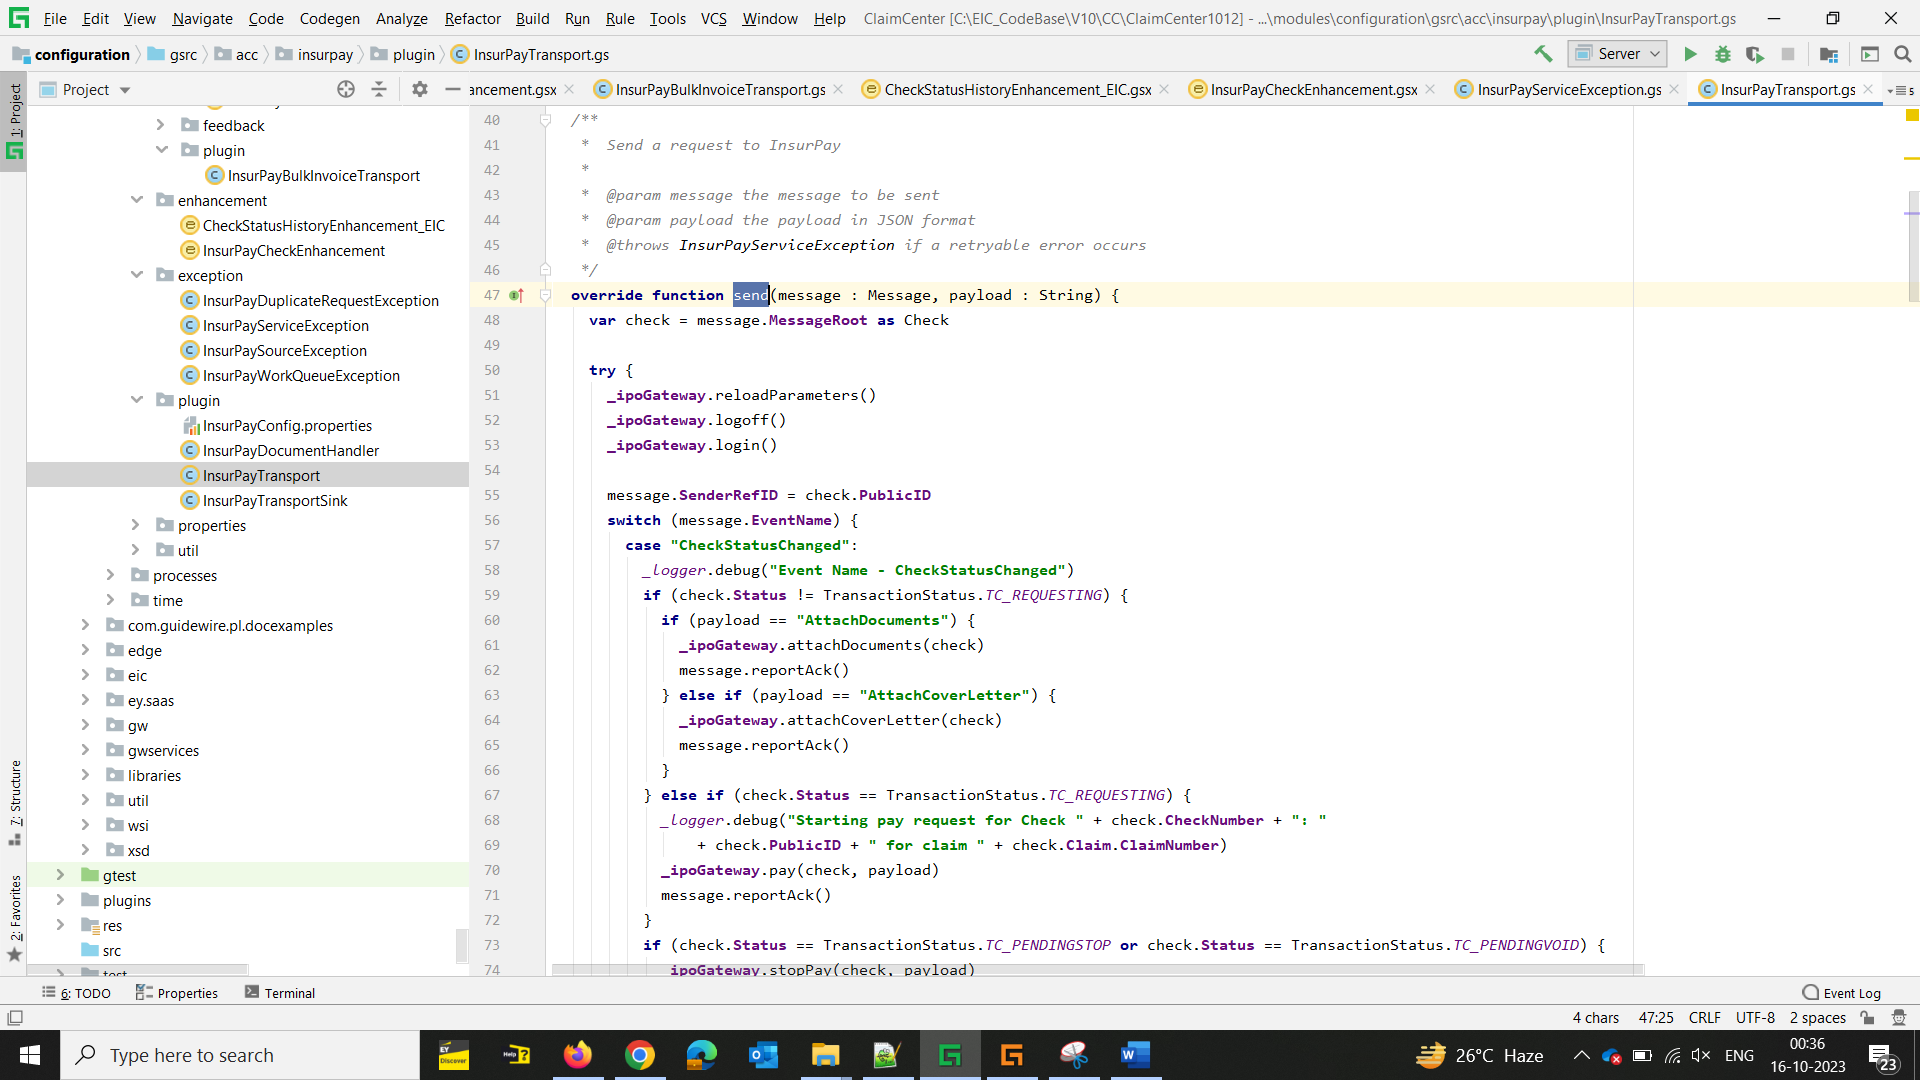 File Edit View Navigate Code Codegen Analyze Refactor Build Run Rule Tools VCS Window Help ClaimCenter [C:\EIC_CodeBase\V10\CC\ClaimCenter1012] - ...\modules\configuration\gsrc\acc\insurpay\plugin\InsurPayTransport.gs
configuration gsrc acc insurpay plugin InsurPayTransport.gs Server
1: Project
Project
ancement.gsx InsurPayBulkInvoiceTransport.gs CheckStatusHistoryEnhancement_EIC.gsx InsurPayCheckEnhancement.gsx InsurPayServiceException.gs InsurPayTransport.gs 5
feedback
plugin
InsurPayBulkInvoiceTransport
enhancement
CheckStatusHistoryEnhancement_EIC
InsurPayCheckEnhancement
exception
InsurPayDuplicateRequestException
InsurPayServiceException
InsurPaySourceException
InsurPayWorkQueueException
plugin
InsurPayConfig.properties
InsurPayDocumentHandler
InsurPayTransport
InsurPayTransportSink
properties
util
processes
time
com.guidewire.pl.docexamples
edge
eic
ey.saas
gw
gwservices
libraries
util
wsi
xsd
gtest
plugins
res
src
test
7: Structure
2: Favorites
40 /**
41 * Send a request to InsurPay
42 *
43 * @param message the message to be sent
44 * @param payload the payload in JSON format
45 * @throws InsurPayServiceException if a retryable error occurs
46 */
47 override function send(message : Message, payload : String) {
48 var check = message.MessageRoot as Check
49
50 try {
51 _ipoGateway.reloadParameters()
52 _ipoGateway.logoff()
53 _ipoGateway.login()
54
55 message.SenderRefID = check.PublicID
56 switch (message.EventName) {
57 case "CheckStatusChanged":
58 _logger.debug("Event Name - CheckStatusChanged")
59 if (check.Status != TransactionStatus.TC_REQUESTING) {
60 if (payload == "AttachDocuments") {
61 _ipoGateway.attachDocuments(check)
62 message.reportAck()
63 } else if (payload == "AttachCoverLetter") {
64 _ipoGateway.attachCoverLetter(check)
65 message.reportAck()
66 }
67 } else if (check.Status == TransactionStatus.TC_REQUESTING) {
68 _logger.debug("Starting pay request for Check " + check.CheckNumber + ": "
69 + check.PublicID + " for claim " + check.Claim.ClaimNumber)
70 _ipoGateway.pay(check, payload)
71 message.reportAck()
72 }
73 if (check.Status == TransactionStatus.TC_PENDINGSTOP or check.Status == TransactionStatus.TC_PENDINGVOID) {
74 _ipoGateway.stopPay(check, payload)
6: TODO Properties Terminal Event Log
4 chars 47:25 CRLF UTF-8 2 spaces
Type here to search
EY
Discover
Help
26°C Haze ENG
00:36
16-10-2023
23